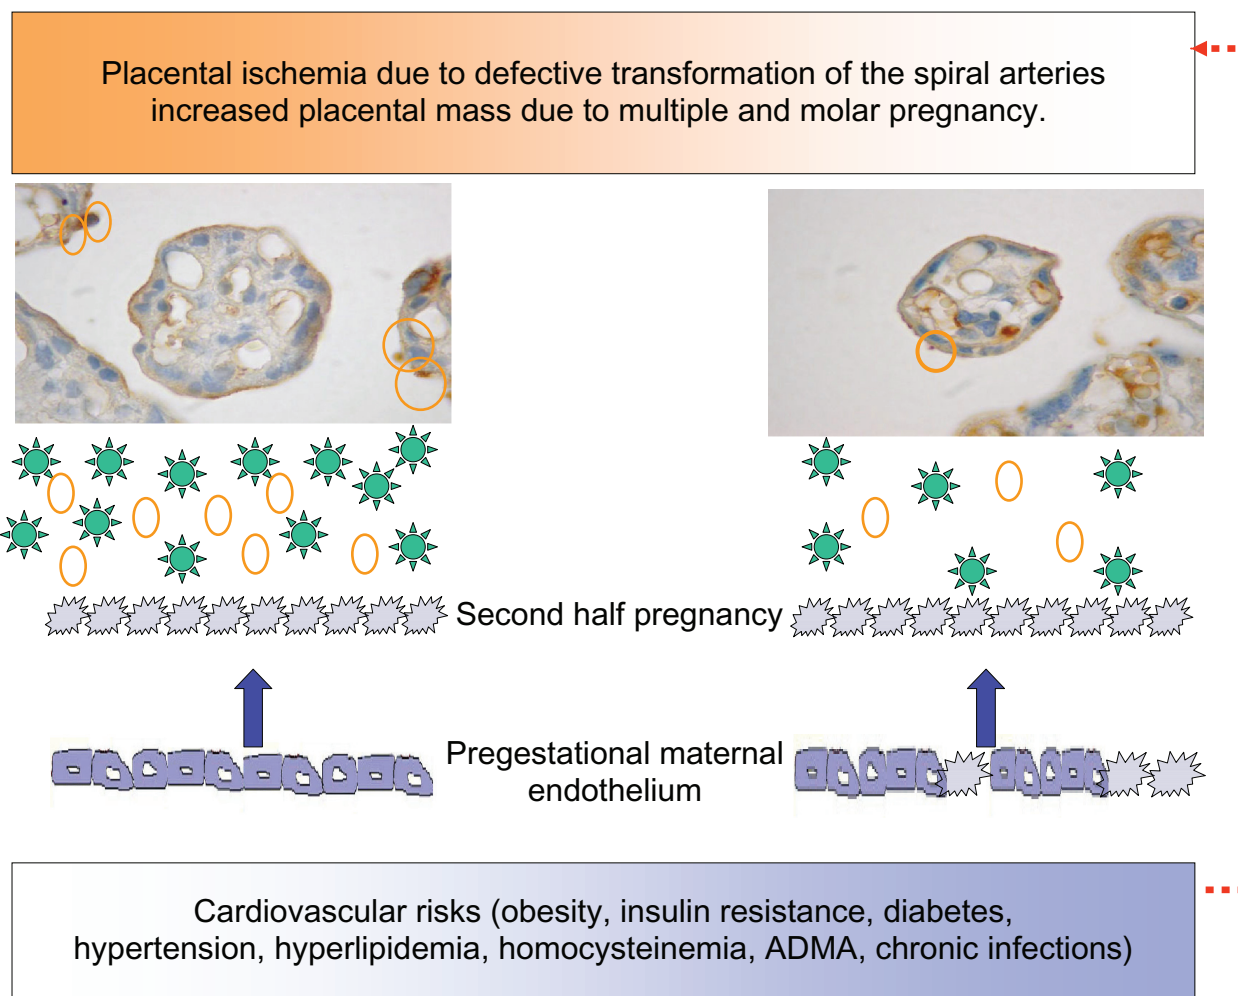 Placental ischemia due to defective transformation of the spiral arteries
increased placental mass due to multiple and molar pregnancy.
Second half pregnancy
Pregestational maternal
endothelium
Cardiovascular risks (obesity, insulin resistance, diabetes,
hypertension, hyperlipidemia, homocysteinemia, ADMA, chronic infections)